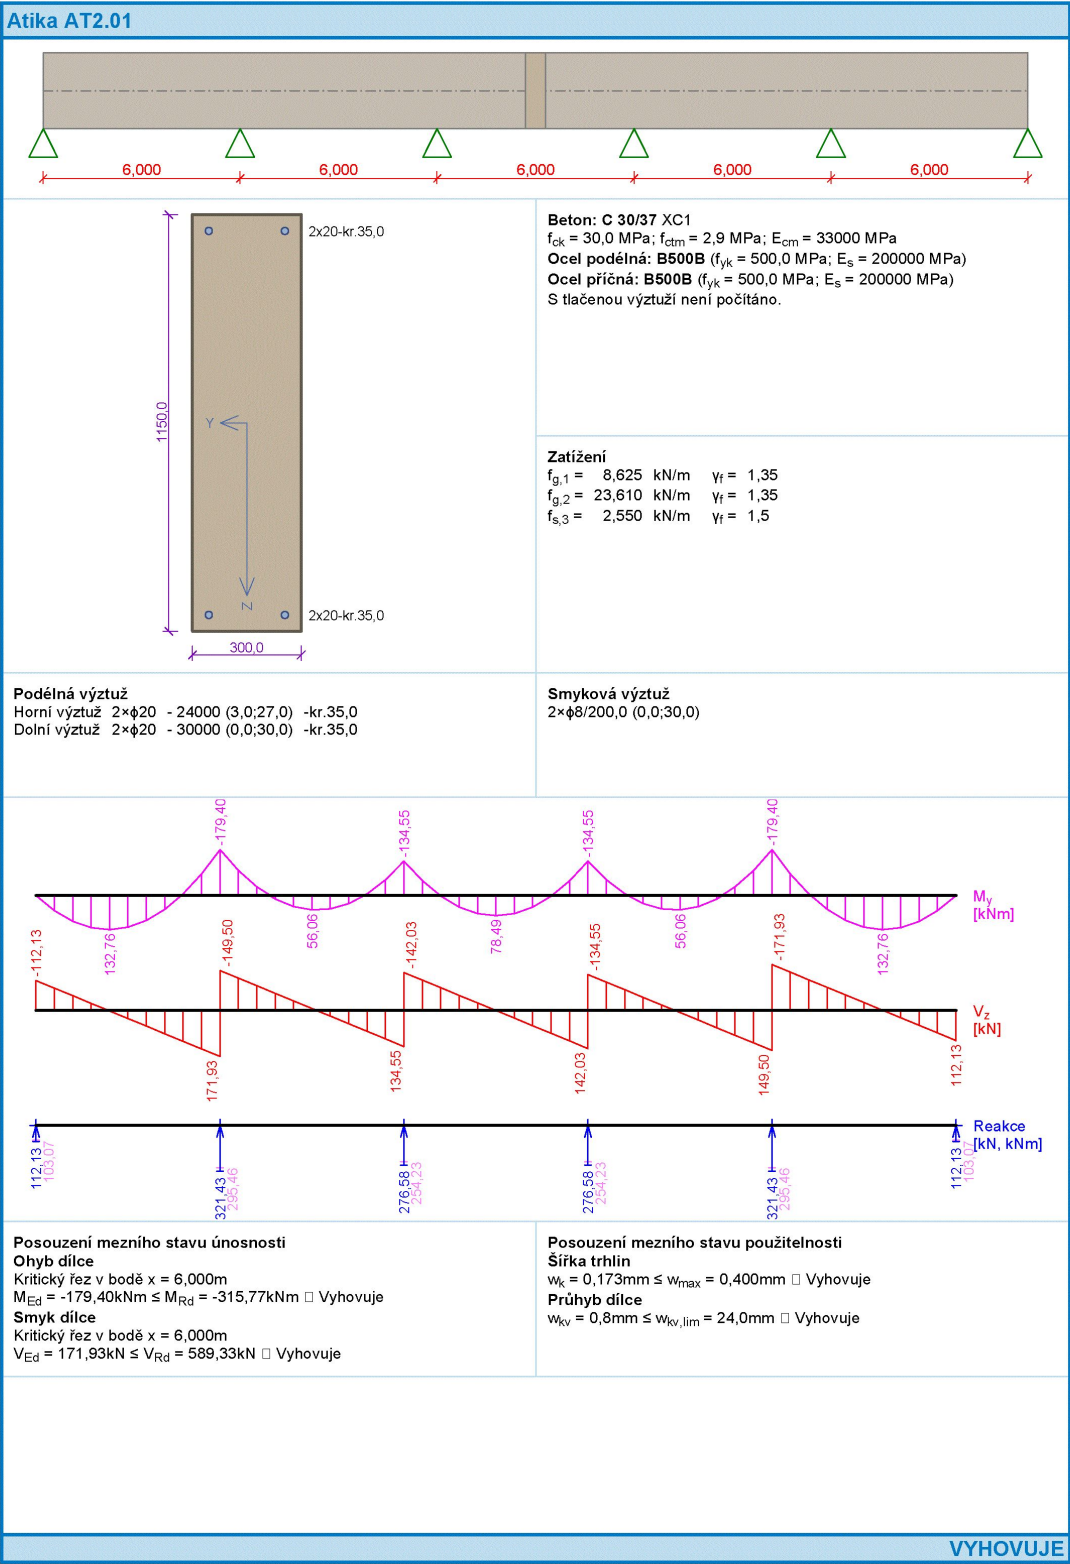 Atika AT2.01
6,000 6,000 6,000 6,000 6,000
2x20-kr.35,0
1150,0
Y
Z
2x20-kr.35,0
300,0
Beton: C 30/37 XC1
fck = 30,0 MPa; fctm = 2,9 MPa; Ecm = 33000 MPa
Ocel podélná: B500B (fyk = 500,0 MPa; Es = 200000 MPa)
Ocel příčná: B500B (fyk = 500,0 MPa; Es = 200000 MPa)
S tlačenou výztuží není počítáno.
Zatížení
fg,1 = 8,625 kN/m γf = 1,35
fg,2 = 23,610 kN/m γf = 1,35
fs,3 = 2,550 kN/m γf = 1,5
Podélná výztuž
Horní výztuž 2×ϕ20 - 24000 (3,0;27,0) -kr.35,0
Dolní výztuž 2×ϕ20 - 30000 (0,0;30,0) -kr.35,0
Smyková výztuž
2×ϕ8/200,0 (0,0;30,0)
-179,40 -134,55 -134,55 -179,40
132,76 56,06 78,49 56,06 132,76
My
[kNm]
-112,13 -149,50 -142,03 -134,55 -171,93
171,93 134,55 142,03 149,50 112,13
Vz
[kN]
Reakce
[kN, kNm]
112,13 321,43 276,58 276,58 321,43 112,13
103,07 295,46 254,23 254,23 295,46 103,07
Posouzení mezního stavu únosnosti
Ohyb dílce
Kritický řez v bodě x = 6,000m
MEd = -179,40kNm ≤ MRd = -315,77kNm □ Vyhovuje
Smyk dílce
Kritický řez v bodě x = 6,000m
VEd = 171,93kN ≤ VRd = 589,33kN □ Vyhovuje
Posouzení mezního stavu použitelnosti
Šířka trhlin
wk = 0,173mm ≤ wmax = 0,400mm □ Vyhovuje
Průhyb dílce
wkv = 0,8mm ≤ wkv,lim = 24,0mm □ Vyhovuje
VYHOVUJE